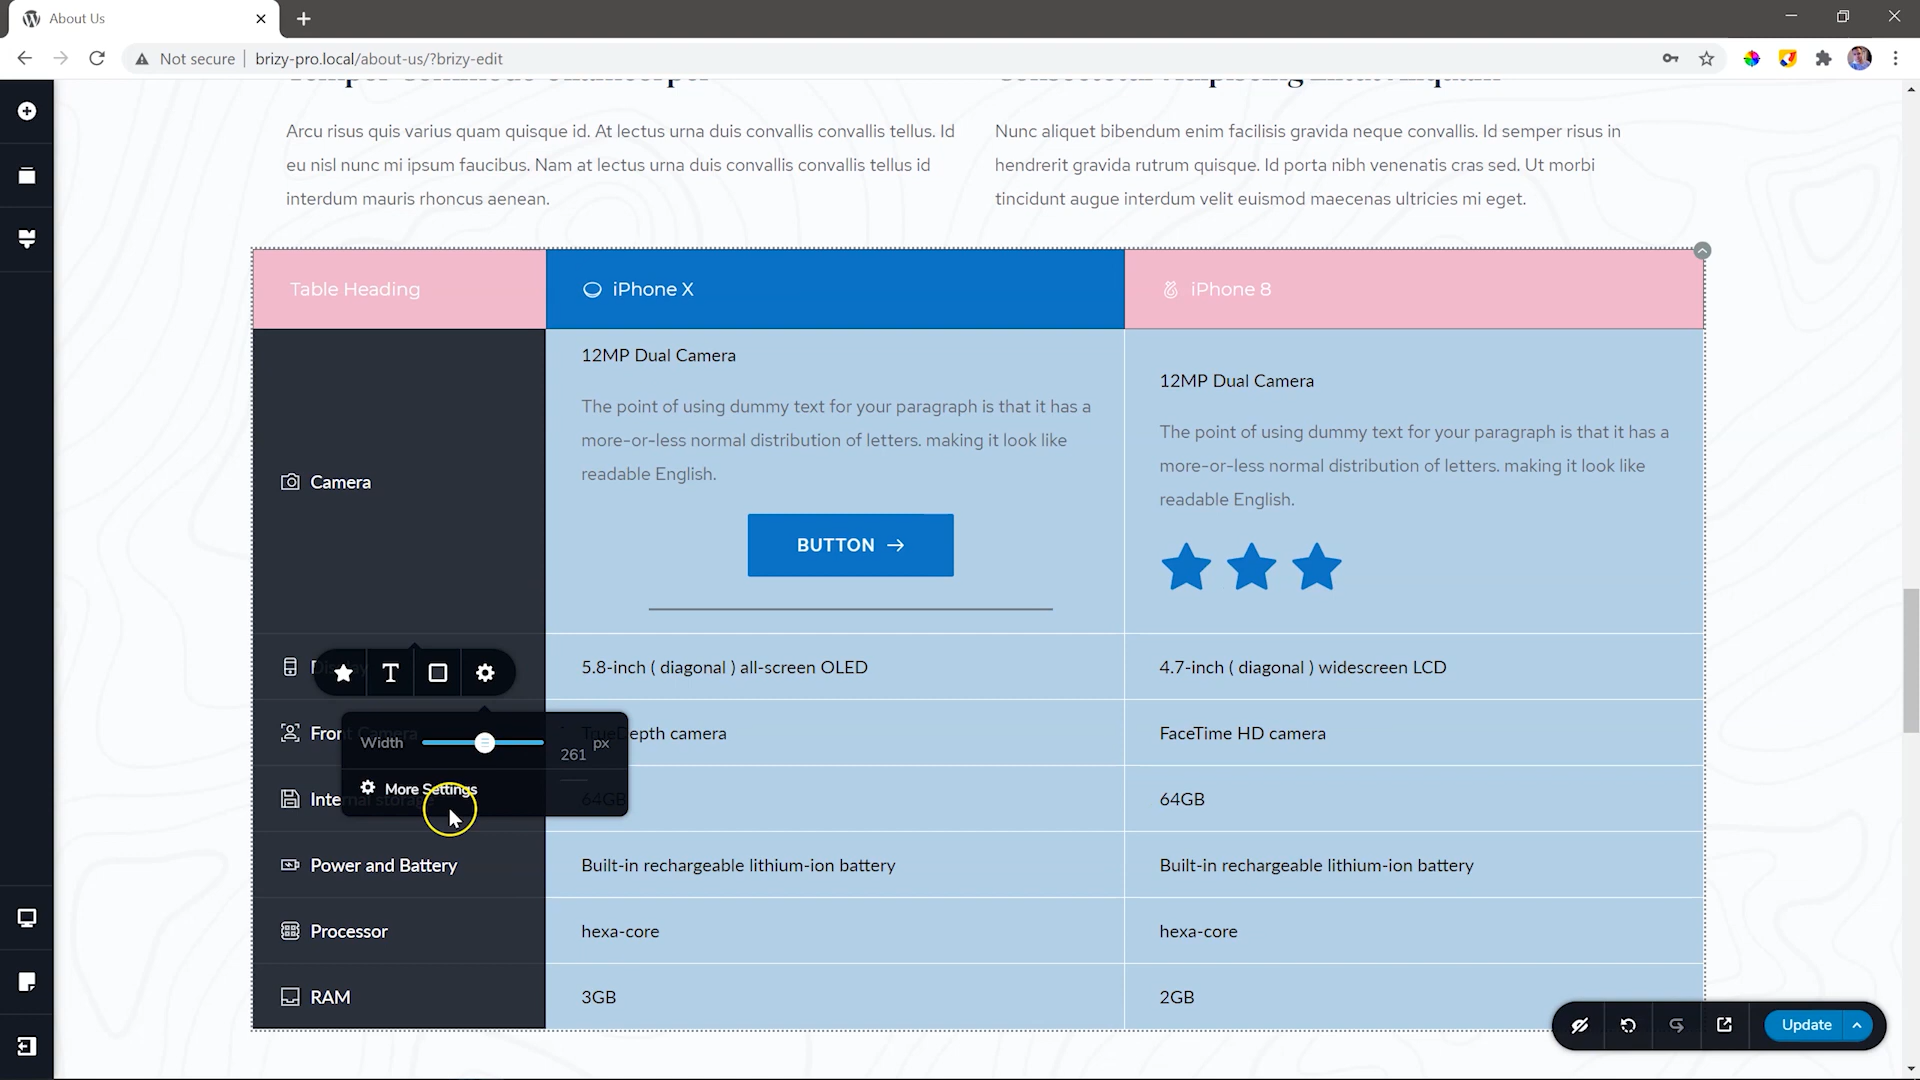 About Us
Not secure
brizy-pro.local/about-us/?brizy-edit
Arcu risus quis varius quam quisque id. At lectus urna duis convallis convallis tellus. Id
eu nisl nunc mi ipsum faucibus. Nam at lectus urna duis convallis convallis tellus id
interdum mauris rhoncus aenean.
Nunc aliquet bibendum enim facilisis gravida neque convallis. Id semper risus in
hendrerit gravida rutrum quisque. Id porta nibh venenatis cras sed. Ut morbi
tincidunt augue interdum velit euismod maecenas ultricies mi eget.
Table Heading
iPhone X
iPhone 8
Camera
12MP Dual Camera
The point of using dummy text for your paragraph is that it has a
more-or-less normal distribution of letters. making it look like
readable English.
BUTTON
12MP Dual Camera
The point of using dummy text for your paragraph is that it has a
more-or-less normal distribution of letters. making it look like
readable English.
Display
T
5.8-inch ( diagonal ) all-screen OLED
4.7-inch ( diagonal ) widescreen LCD
Front Camera
TrueDepth camera
FaceTime HD camera
Width
261
px
More Settings
Internal storage
64GB
64GB
Power and Battery
Built-in rechargeable lithium-ion battery
Built-in rechargeable lithium-ion battery
Processor
hexa-core
hexa-core
RAM
3GB
2GB
Update